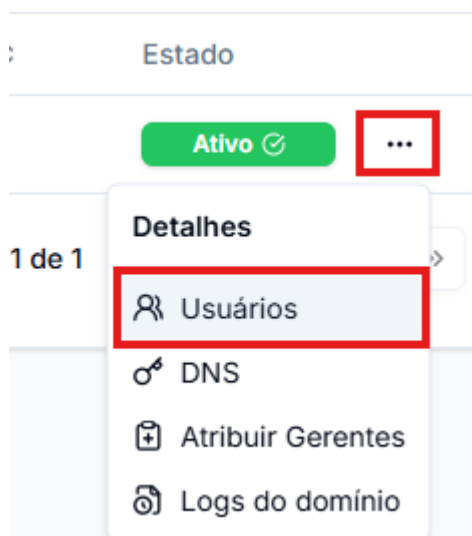 Estado
Ativo
Detalhes
1 de 1
Usuários
DNS
Atribuir Gerentes
Logs do domínio